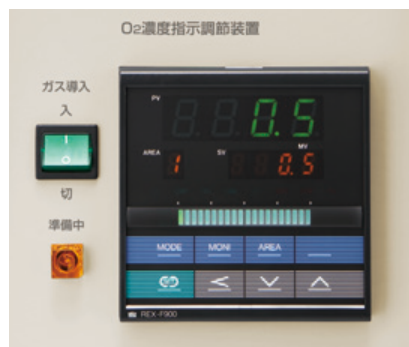 O2濃度指示調節装置
ガス導入
入
PV
0.5
AREA
1
SV
MV
0.5
切
準備中
MODE
MONI
AREA
REX-F900